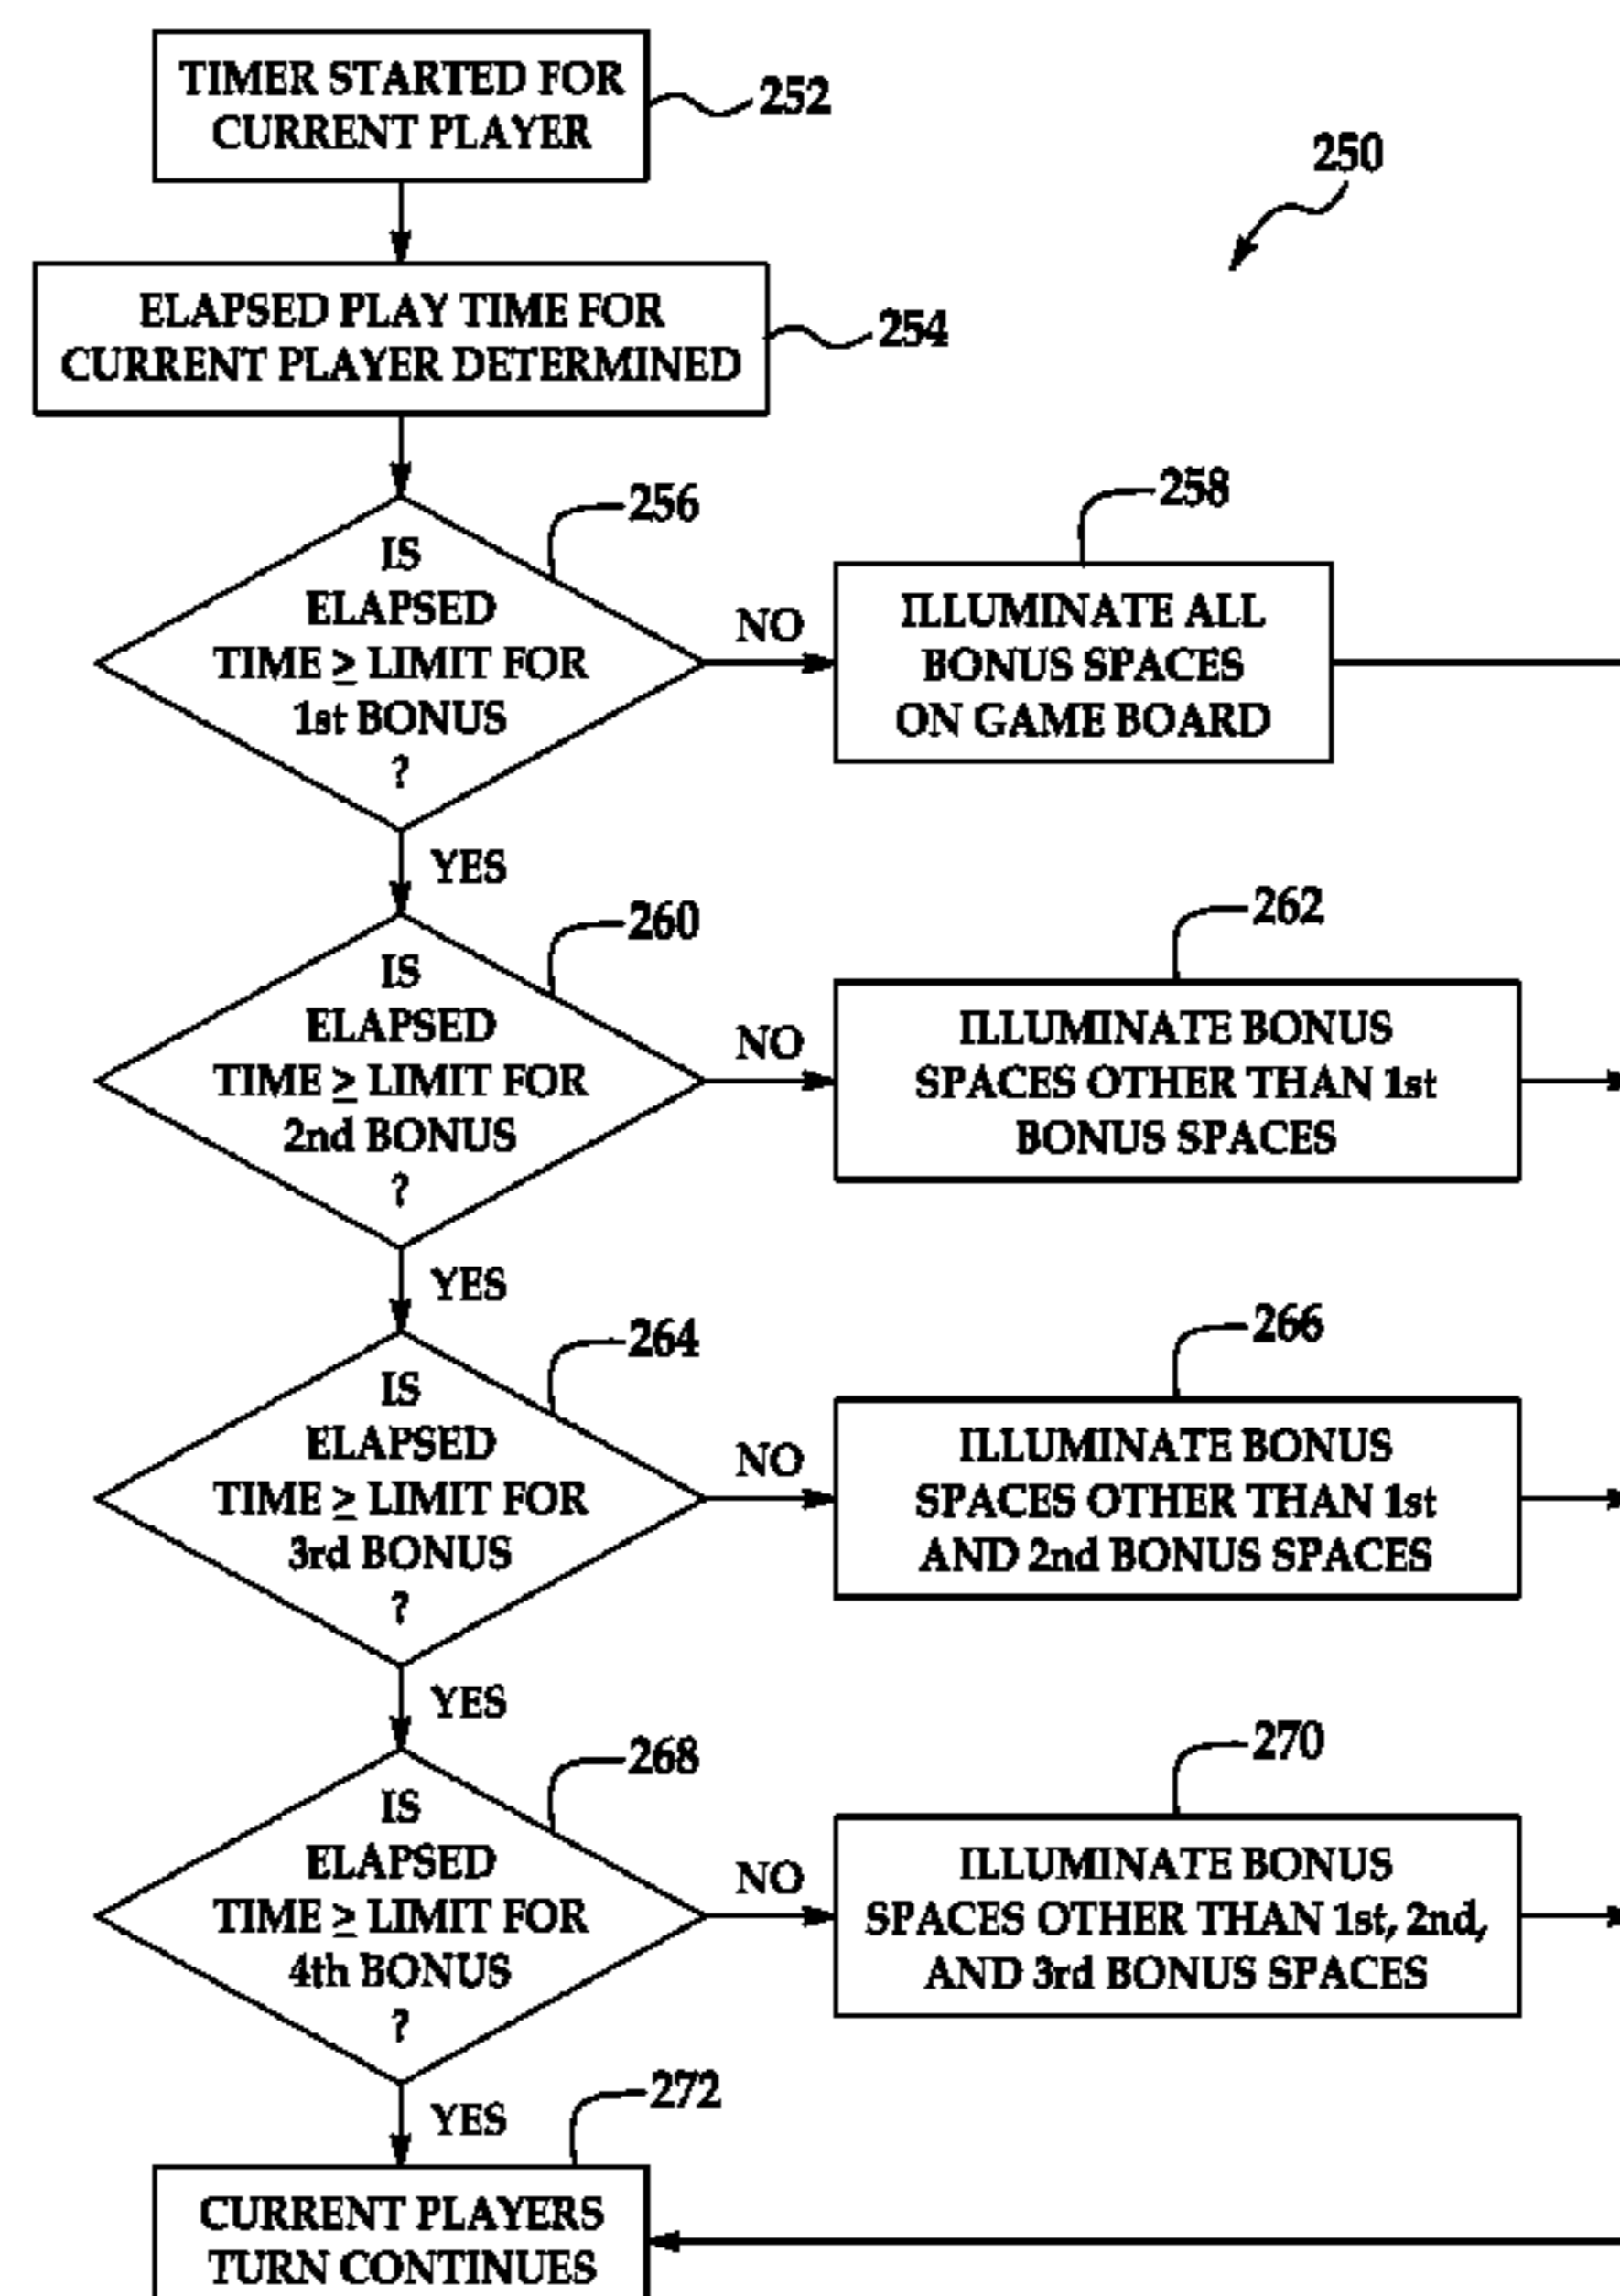 TIMER STARTED FOR
CURRENT PLAYER
252
250
ELAPSED PLAY TIME FOR
CURRENT PLAYER DETERMINED
254
256
IS
ELAPSED
TIME ≥ LIMIT FOR
1st BONUS
?
NO
258
ILLUMINATE ALL
BONUS SPACES
ON GAME BOARD
YES
260
IS
ELAPSED
TIME ≥ LIMIT FOR
2nd BONUS
?
NO
262
ILLUMINATE BONUS
SPACES OTHER THAN 1st
BONUS SPACES
YES
264
IS
ELAPSED
TIME ≥ LIMIT FOR
3rd BONUS
?
NO
266
ILLUMINATE BONUS
SPACES OTHER THAN 1st
AND 2nd BONUS SPACES
YES
268
IS
ELAPSED
TIME ≥ LIMIT FOR
4th BONUS
?
NO
270
ILLUMINATE BONUS
SPACES OTHER THAN 1st, 2nd,
AND 3rd BONUS SPACES
YES
272
CURRENT PLAYERS
TURN CONTINUES